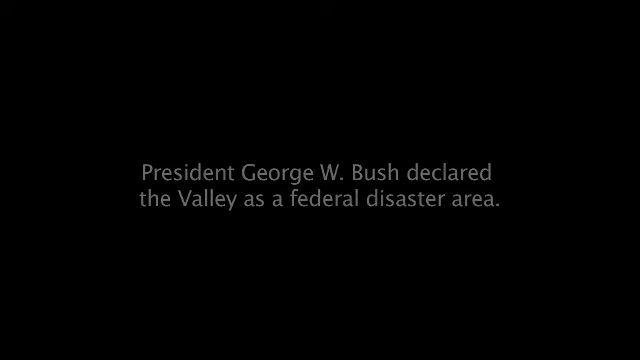 President George W. Bush declared
the Valley as a federal disaster area.